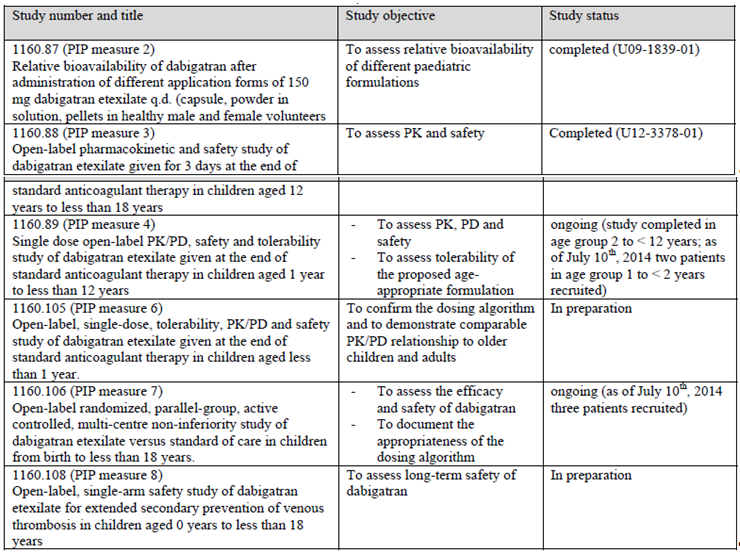 Study number and title
Study objective
Study status
1160.87 (PIP measure 2)
Relative bioavailability of dabigatran after
administration of different application forms of 150
mg dabigatran etexilate q.d. (capsule, powder in
solution, pellets in healthy male and female volunteers
To assess relative bioavailability
of different paediatric
formulations
completed (U09-1839-01)
1160.88 (PIP measure 3)
Open-label pharmacokinetic and safety study of
dabigatran etexilate given for 3 days at the end of
standard anticoagulant therapy in children aged 12
years to less than 18 years
To assess PK and safety
Completed (U12-3378-01)
1160.89 (PIP measure 4)
Single dose open-label PK/PD, safety and tolerability
study of dabigatran etexilate given at the end of
standard anticoagulant therapy in children aged 1 year
to less than 12 years
- To assess PK, PD and
safety
- To assess tolerability of
the proposed age-
appropriate formulation
ongoing (study completed in
age group 2 to < 12 years; as
of July 10th, 2014 two patients
in age group 1 to < 2 years
recruited)
1160.105 (PIP measure 6)
Open-label, single-dose, tolerability, PK/PD and safety
study of dabigatran etexilate given at the end of
standard anticoagulant therapy in children aged less
than 1 year.
To confirm the dosing algorithm
and to demonstrate comparable
PK/PD relationship to older
children and adults
In preparation
1160.106 (PIP measure 7)
Open-label randomized, parallel-group, active
controlled, multi-centre non-inferiority study of
dabigatran etexilate versus standard of care in children
from birth to less than 18 years.
- To assess the efficacy
and safety of dabigatran
- To document the
appropriateness of the
dosing algorithm
ongoing (as of July 10th, 2014
three patients recruited)
1160.108 (PIP measure 8)
Open-label, single-arm safety study of dabigatran
etexilate for extended secondary prevention of venous
thrombosis in children aged 0 years to less than 18
years
To assess long-term safety of
dabigatran
In preparation